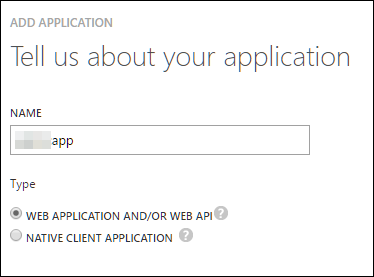 ADD APPLICATION
Tell us about your application
NAME
app
Type
WEB APPLICATION AND/OR WEB API ?
NATIVE CLIENT APPLICATION ?